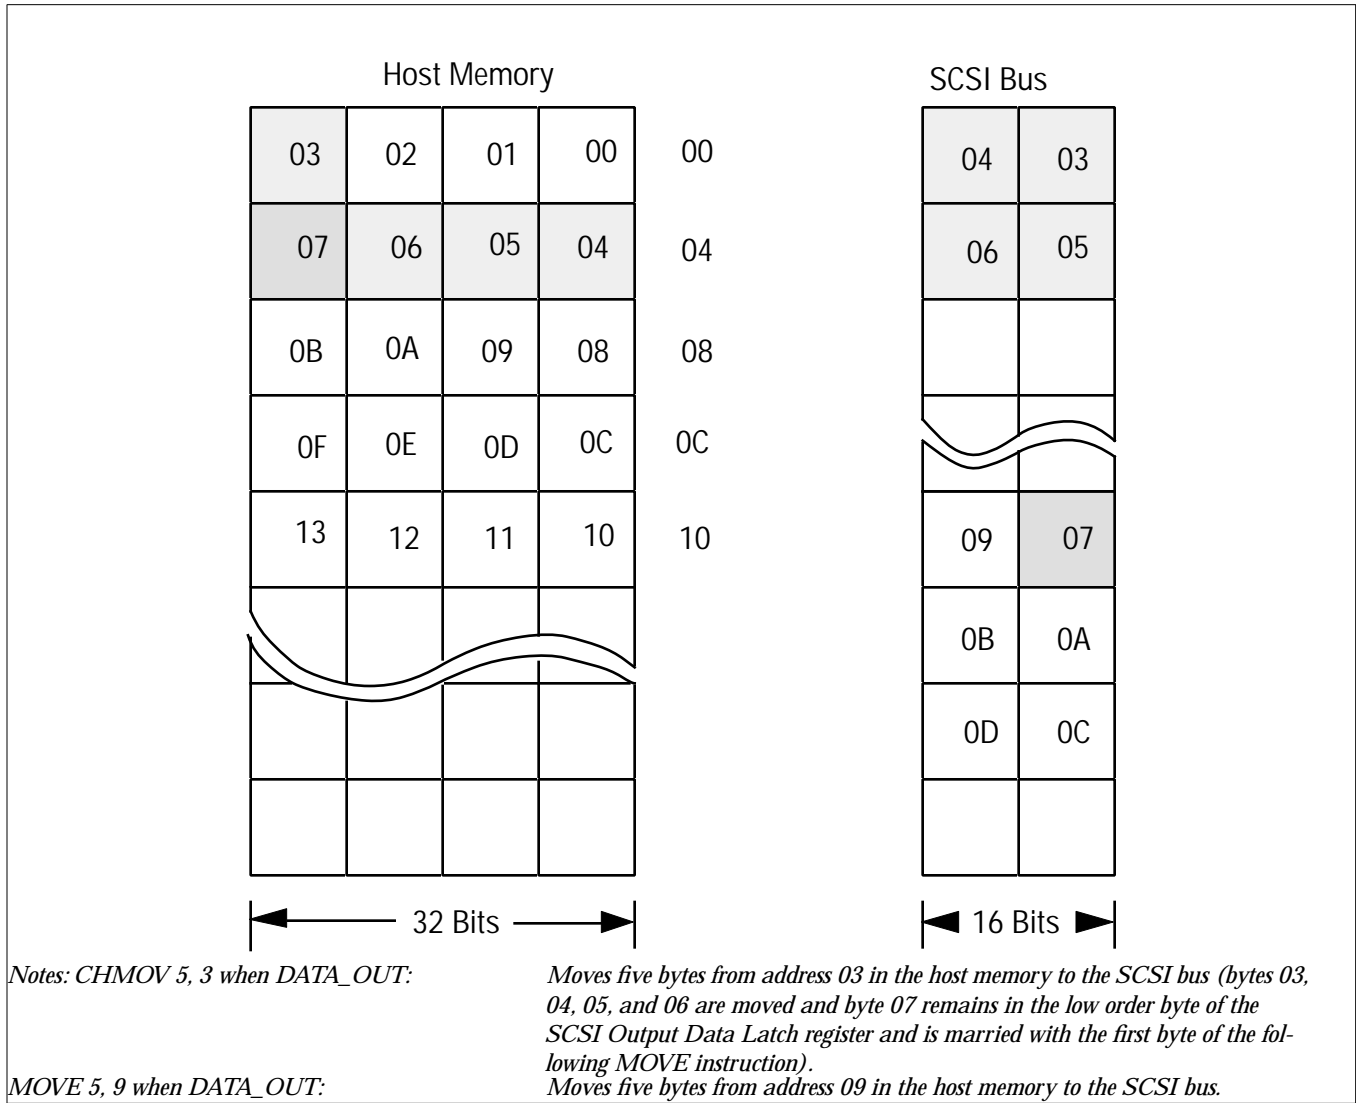 Host Memory
SCSI Bus
03 02 01 00 00
04 03
07 06 05 04 04
06 05
0B 0A 09 08 08
0F 0E 0D 0C 0C
13 12 11 10 10
09 07
0B 0A
0D 0C
32 Bits
16 Bits
Notes: CHMOV 5, 3 when DATA_OUT:
Moves five bytes from address 03 in the host memory to the SCSI bus (bytes 03,
04, 05, and 06 are moved and byte 07 remains in the low order byte of the
SCSI Output Data Latch register and is married with the first byte of the fol-
lowing MOVE instruction).
MOVE 5, 9 when DATA_OUT:
Moves five bytes from address 09 in the host memory to the SCSI bus.